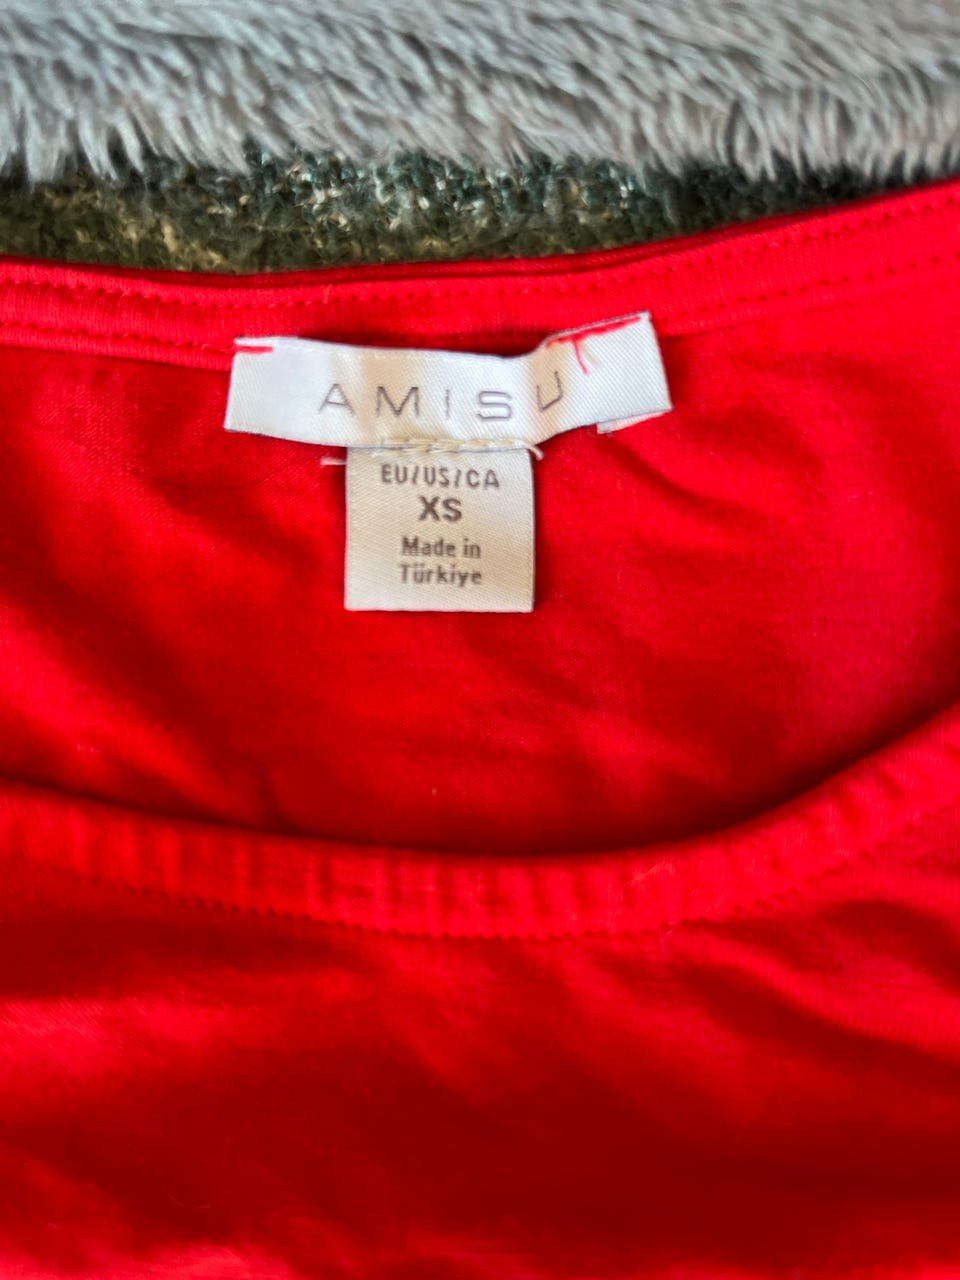 AMISU
EU/US/CA
XS
Made in
Türkiye